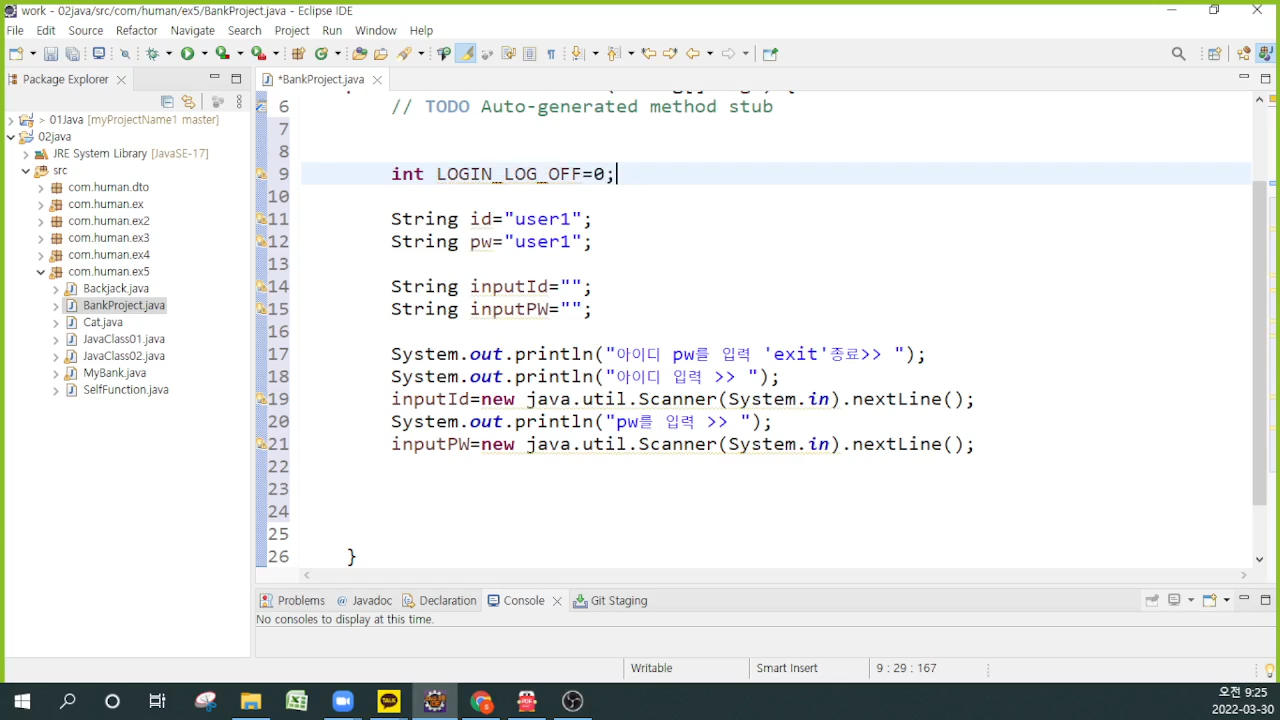 work - 02java/src/com/human/ex5/BankProject.java - Eclipse IDE
File Edit Source Refactor Navigate Search Project Run Window Help
Package Explorer
*BankProject.java
> 01Java [myProjectName1 master]
02java
JRE System Library [JavaSE-17]
src
com.human.dto
com.human.ex
com.human.ex2
com.human.ex3
com.human.ex4
com.human.ex5
Backjack.java
BankProject.java
Cat.java
JavaClass01.java
JavaClass02.java
MyBank.java
SelfFunction.java
6 // TODO Auto-generated method stub
7
8
9 int LOGIN_LOG_OFF=0;
10
11 String id="user1";
12 String pw="user1";
13
14 String inputId="";
15 String inputPW="";
16
17 System.out.println("아이디 pw를 입력 'exit'종료>> ");
18 System.out.println("아이디 입력 >> ");
19 inputId=new java.util.Scanner(System.in).nextLine();
20 System.out.println("pw를 입력 >> ");
21 inputPW=new java.util.Scanner(System.in).nextLine();
22
23
24
25
26 }
Problems @ Javadoc Declaration Console Git Staging
No consoles to display at this time.
Writable Smart Insert 9 : 29 : 167
TALK
PDF
오전 9:25
2022-03-30